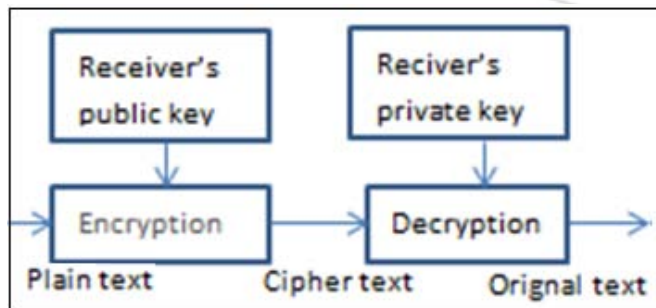 Receiver's
public key
Reciver's
private key
Encryption
Decryption
Plain text
Cipher text
Orignal text